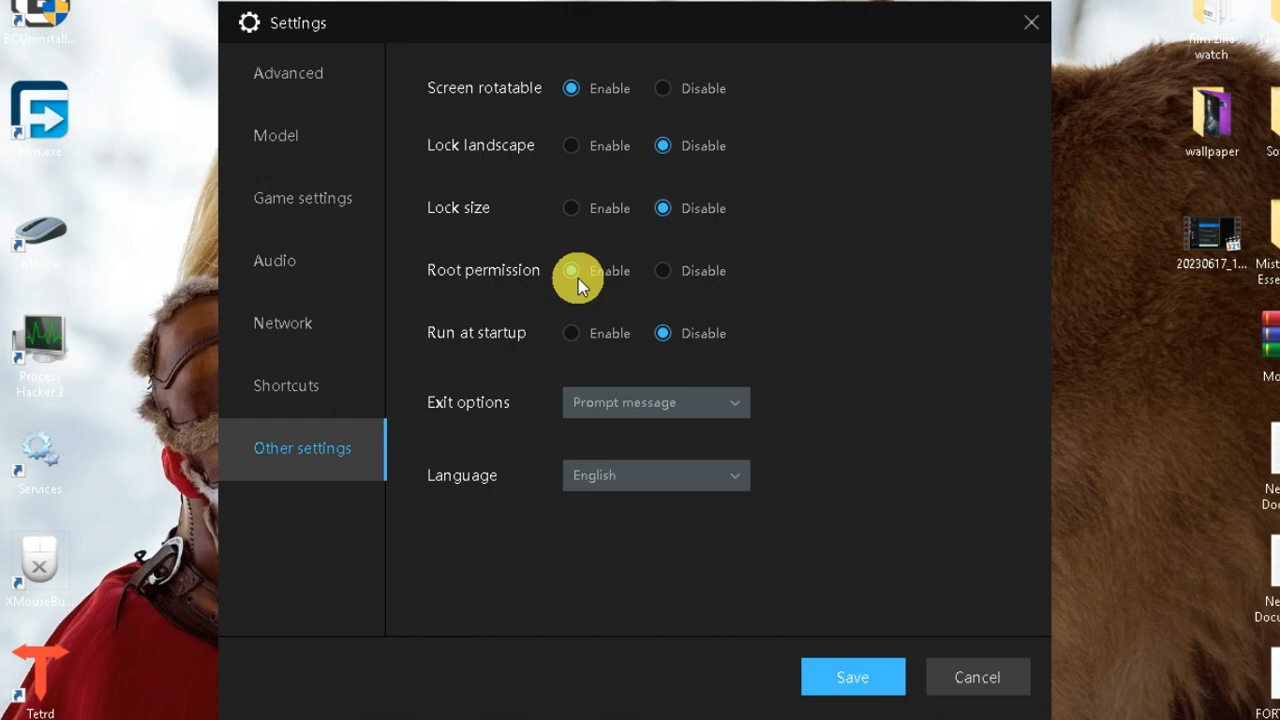 BCUninstall...
Mouse
Process
Hacker 2
Services
XMouseBu...
Tetrd
Settings
Advanced
Model
Game settings
Audio
Network
Shortcuts
Other settings
Screen rotatable Enable Disable
Lock landscape Enable Disable
Lock size Enable Disable
Root permission Enable Disable
Run at startup Enable Disable
Exit options Prompt message
Language English
Save Cancel
watch
wallpaper
20230617_1...